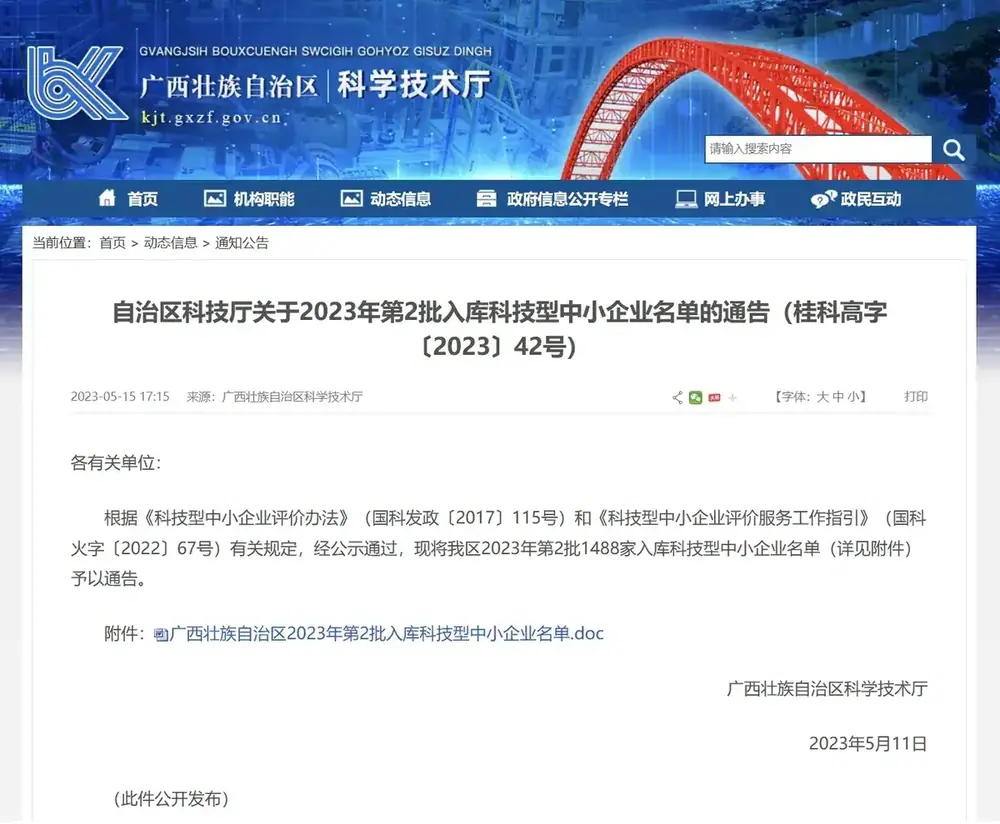 GVANGJSIH BOUXCUENGH SWCIGIH GOHYOZ GISUZ DINGH
广西壮族自治区 科学技术厅
kjt.gxzf.gov.cn
请输入搜索内容
首页 机构职能 动态信息 政府信息公开专栏 网上办事 政民互动
当前位置：首页 > 动态信息 > 通知公告
自治区科技厅关于2023年第2批入库科技型中小企业名单的通告（桂科高字
〔2023〕42号）
2023-05-15 17:15 来源：广西壮族自治区科学技术厅 【字体：大 中 小】 打印
各有关单位：
根据《科技型中小企业评价办法》（国科发政〔2017〕115号）和《科技型中小企业评价服务工作指引》（国科
火字〔2022〕67号）有关规定，经公示通过，现将我区2023年第2批1488家入库科技型中小企业名单（详见附件）
予以通告。
附件：广西壮族自治区2023年第2批入库科技型中小企业名单.doc
广西壮族自治区科学技术厅
2023年5月11日
（此件公开发布）